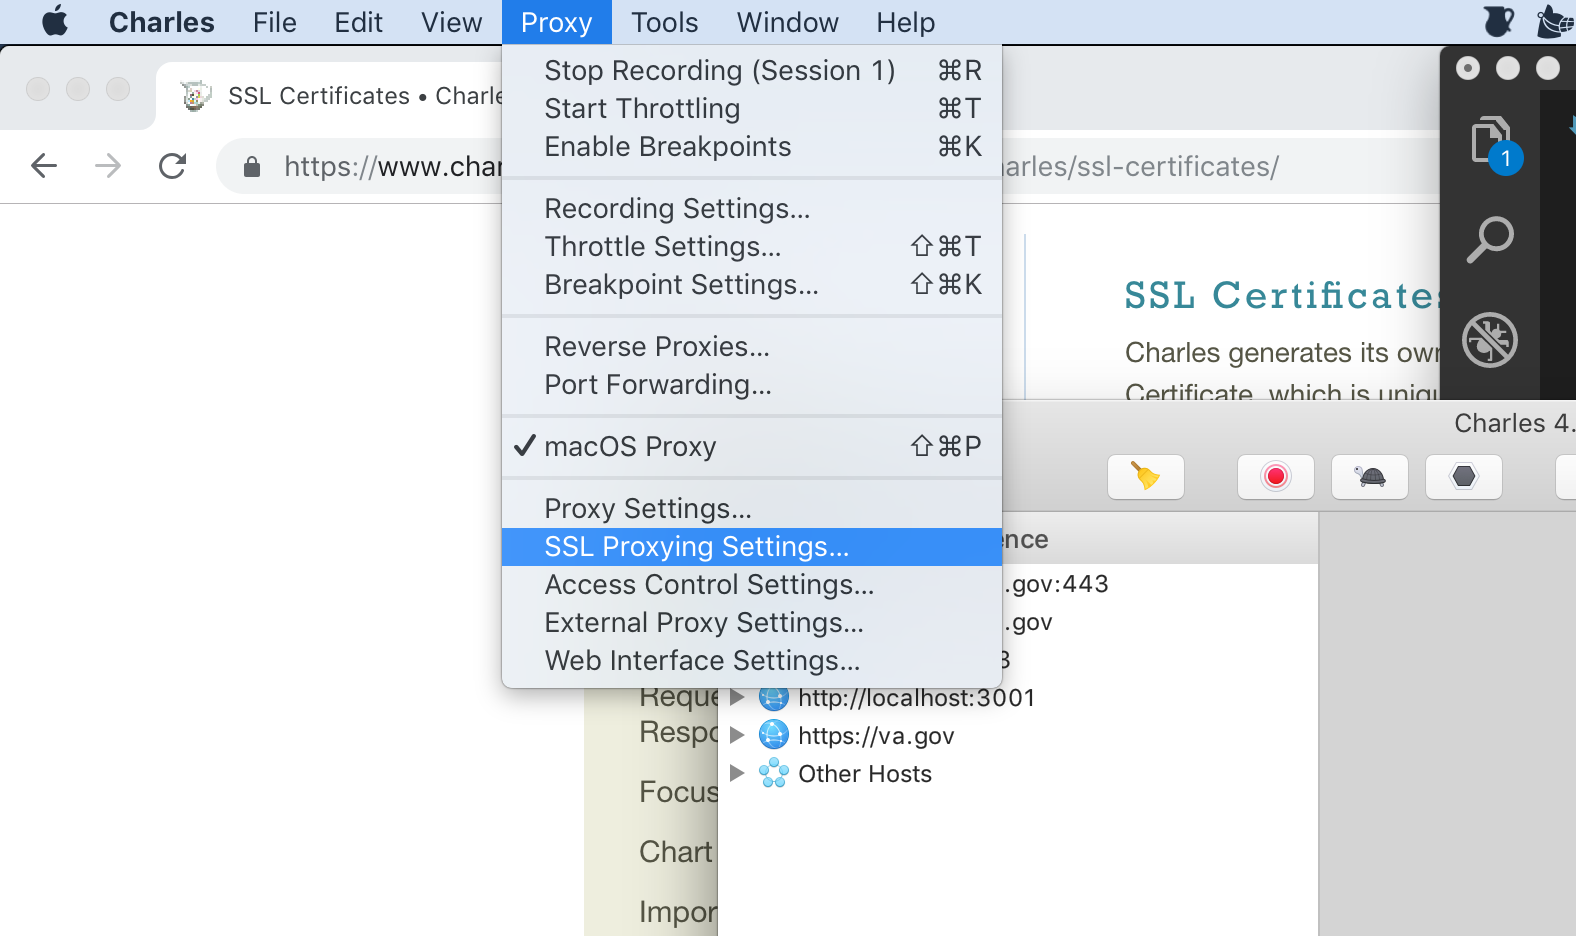 Charles File Edit View Proxy Tools Window Help
SSL Certificates • Charle
https://www.char
arles/ssl-certificates/
Stop Recording (Session 1) ⌘R
Start Throttling ⌘T
Enable Breakpoints ⌘K
Recording Settings...
Throttle Settings... ⇧⌘T
Breakpoint Settings... ⇧⌘K
Reverse Proxies...
Port Forwarding...
✓ macOS Proxy ⇧⌘P
Proxy Settings...
SSL Proxying Settings...
Access Control Settings...
External Proxy Settings...
Web Interface Settings...
1
SSL Certificates
Charles generates its own
Certificate, which is uniqu
Charles 4.
ence
.gov:443
.gov
3
http://localhost:3001
https://va.gov
Other Hosts
Reque
Respo
Focus
Chart
Impor